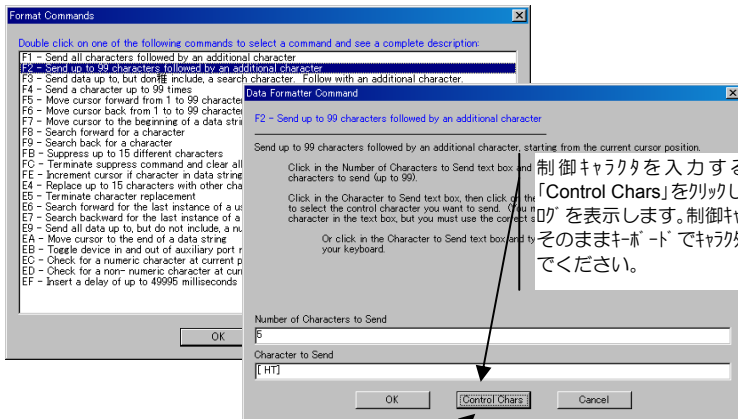 Format Commands
Double click on one of the following commands to select a command and see a complete description:
F1 - Send all characters followed by an additional character
F2 - Send up to 99 characters followed by an additional character
F3 - Send data up to, but don稚 include, a search character. Follow with an additional character.
F4 - Send a character up to 99 times
F5 - Move cursor forward from 1 to 99 character
F6 - Move cursor back from 1 to to 99 character
F7 - Move cursor to the beginning of a data stri
F8 - Search forward for a character
F9 - Search back for a character
FB - Suppress up to 15 different characters
FC - Terminate suppress command and clear all
FE - Increment cursor if character in data string
E4 - Replace up to 15 characters with other cha
E5 - Terminate character replacement
E6 - Search forward for the last instance of a us
E7 - Search backward for the last instance of a
E9 - Send all data up to, but do not include, a nu
EA - Move cursor to the end of a data string
EB - Toggle device in and out of auxiliary port r
EC - Check for a numeric character at current p
ED - Check for a non- numeric character at curr
EF - Insert a delay of up to 49995 milliseconds
OK
Data Formatter Command
F2 - Send up to 99 characters followed by an additional character
Send up to 99 characters followed by an additional character, starting from the current cursor position.
Click in the Number of Characters to Send text box and
characters to send (up to 99).
Click in the Character to Send text box, then click on the
to select the control character you want to send. (You m
character in the text box, but you must use the correct s
Or click in the Character to Send text box and ty
your keyboard.
制御ｷｬﾗｸﾀを入力する
「Control Chars」をｸﾘｯｸし
ﾛｸﾞを表示します。制御ｷｬ
そのままｷｰﾎﾞｰﾄﾞでｷｬﾗｸﾀ
でください。
Number of Characters to Send
5
Character to Send
[ HT]
OK
Control Chars
Cancel